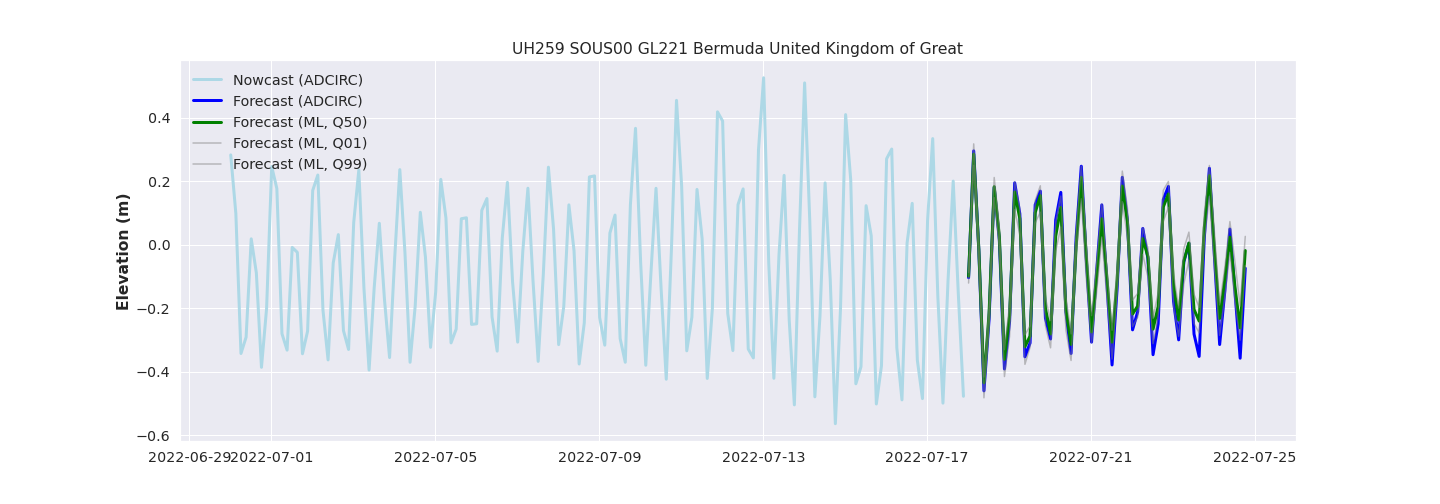 UH259 SOUS00 GL221 Bermuda United Kingdom of Great
Nowcast (ADCIRC)
Forecast (ADCIRC)
Forecast (ML, Q50)
Forecast (ML, Q01)
Forecast (ML, Q99)
Elevation (m)
0.4
0.2
0.0
−0.2
−0.4
−0.6
2022-06-29 2022-07-01 2022-07-05 2022-07-09 2022-07-13 2022-07-17 2022-07-21 2022-07-25